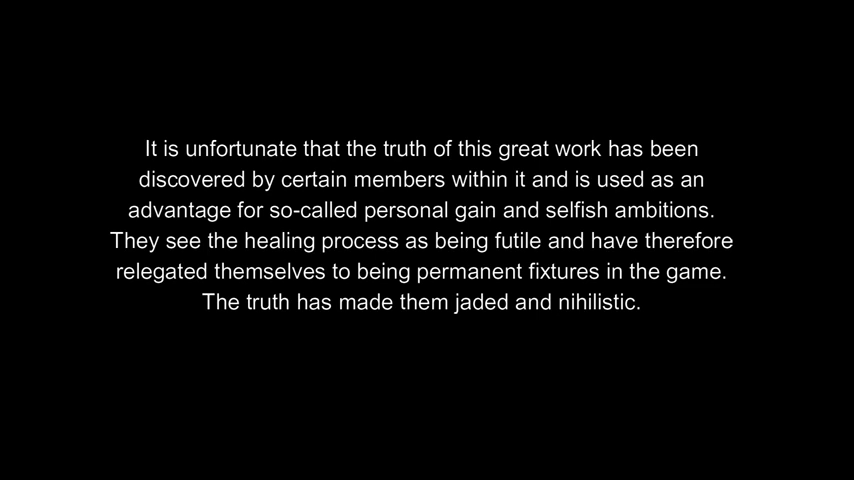 It is unfortunate that the truth of this great work has been
discovered by certain members within it and is used as an
advantage for so-called personal gain and selfish ambitions.
They see the healing process as being futile and have therefore
relegated themselves to being permanent fixtures in the game.
The truth has made them jaded and nihilistic.